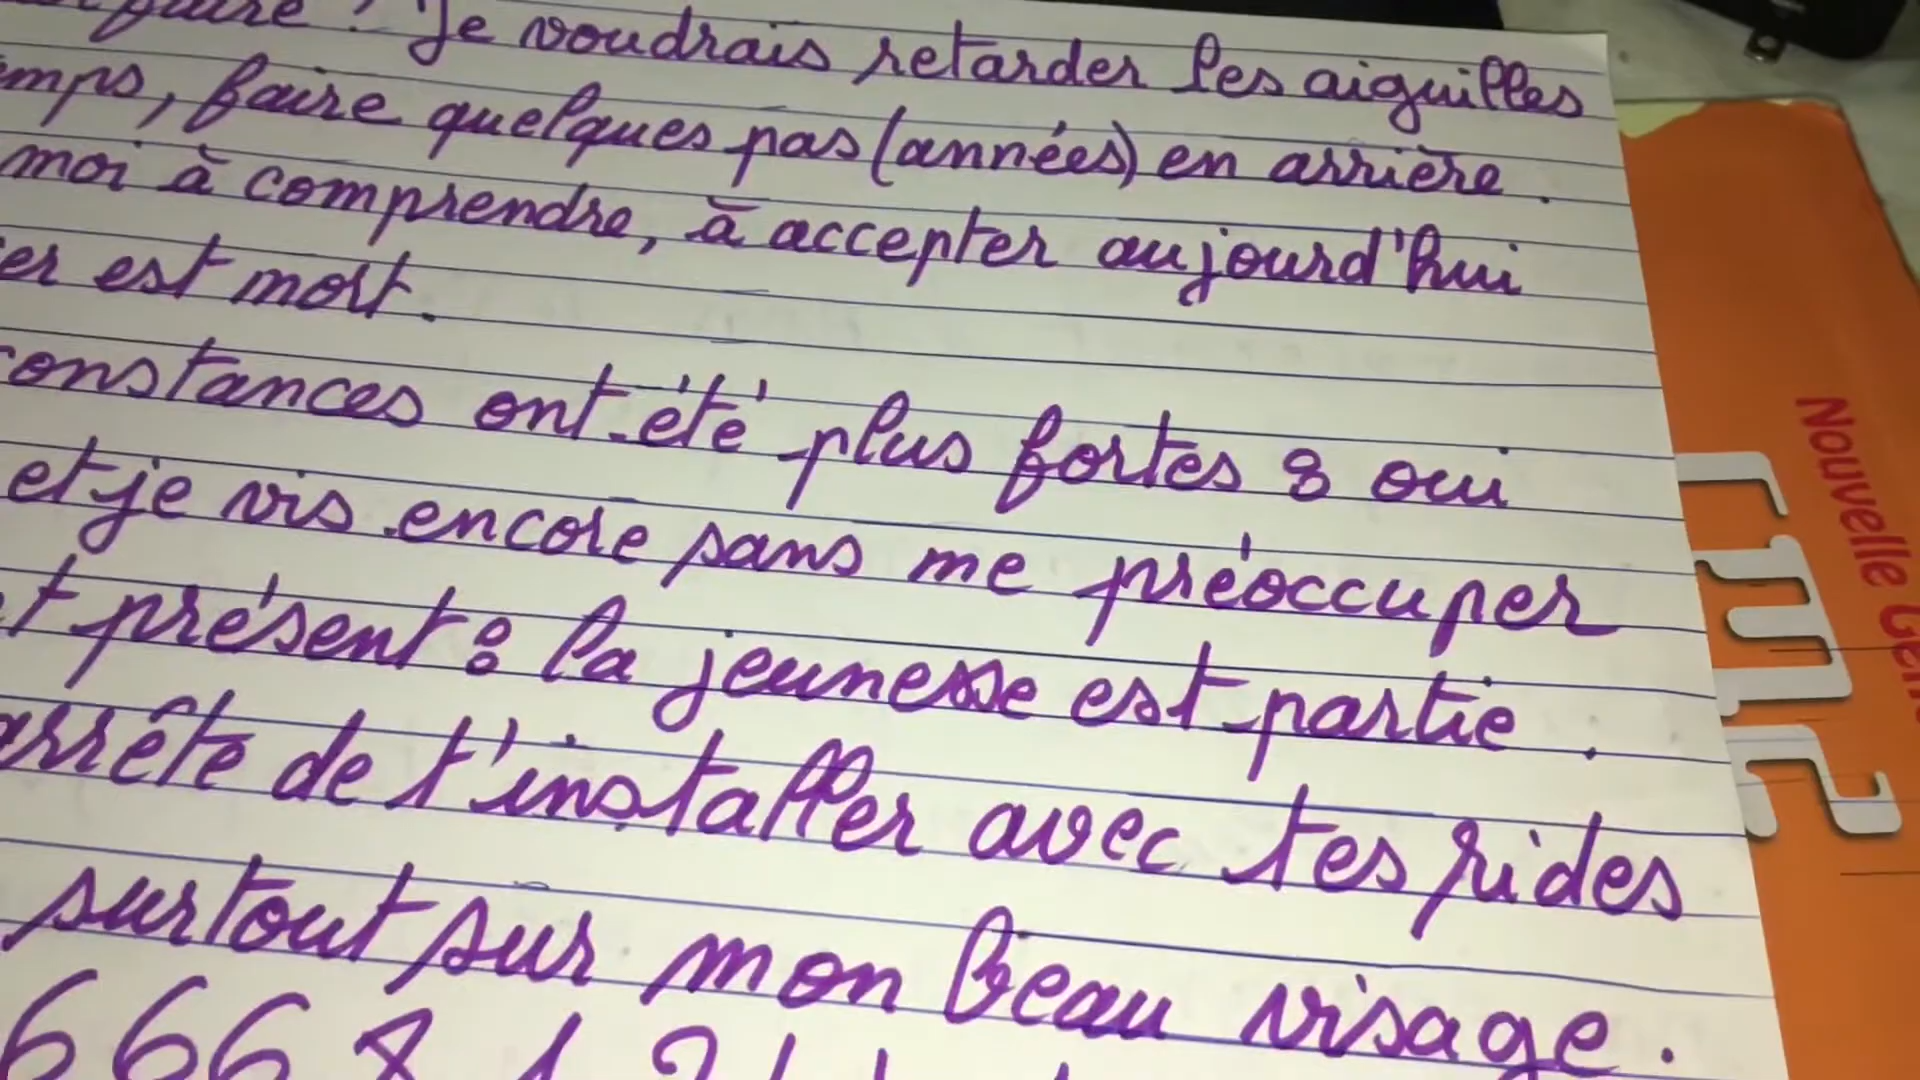 Je voudrais retarder les aiguilles
faire quelques pas (années) en arrière.
moi à comprendre, à accepter aujourd'hui
est mort.
ont été plus fortes : oui
et je vis encore sans me préoccuper
présent : la jeunesse est partie.
arrête de t'installer avec tes rides
surtout sur mon beau visage.
666
Nouvelle